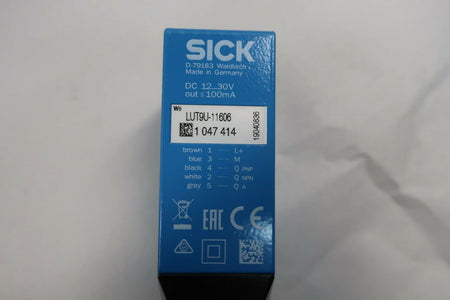 SICK
D-79183 Waldkirch
Made in Germany
DC 12...30V
out ≤ 100mA
Wo
LUT9U-11606
1 047 414
19040836
brown 1 — L+
blue 3 — M
black 4 — Q PNP
white 2 — Q NPN
gray 5 — Q A
EAC CE